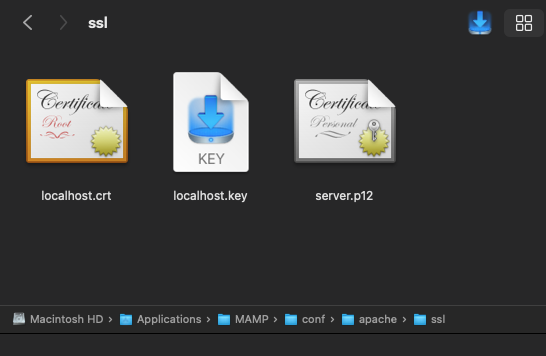 ssl
Certificate
Root
KEY
Certificate
Personal
localhost.crt
localhost.key
server.p12
Macintosh HD › Applications › MAMP › conf › apache › ssl